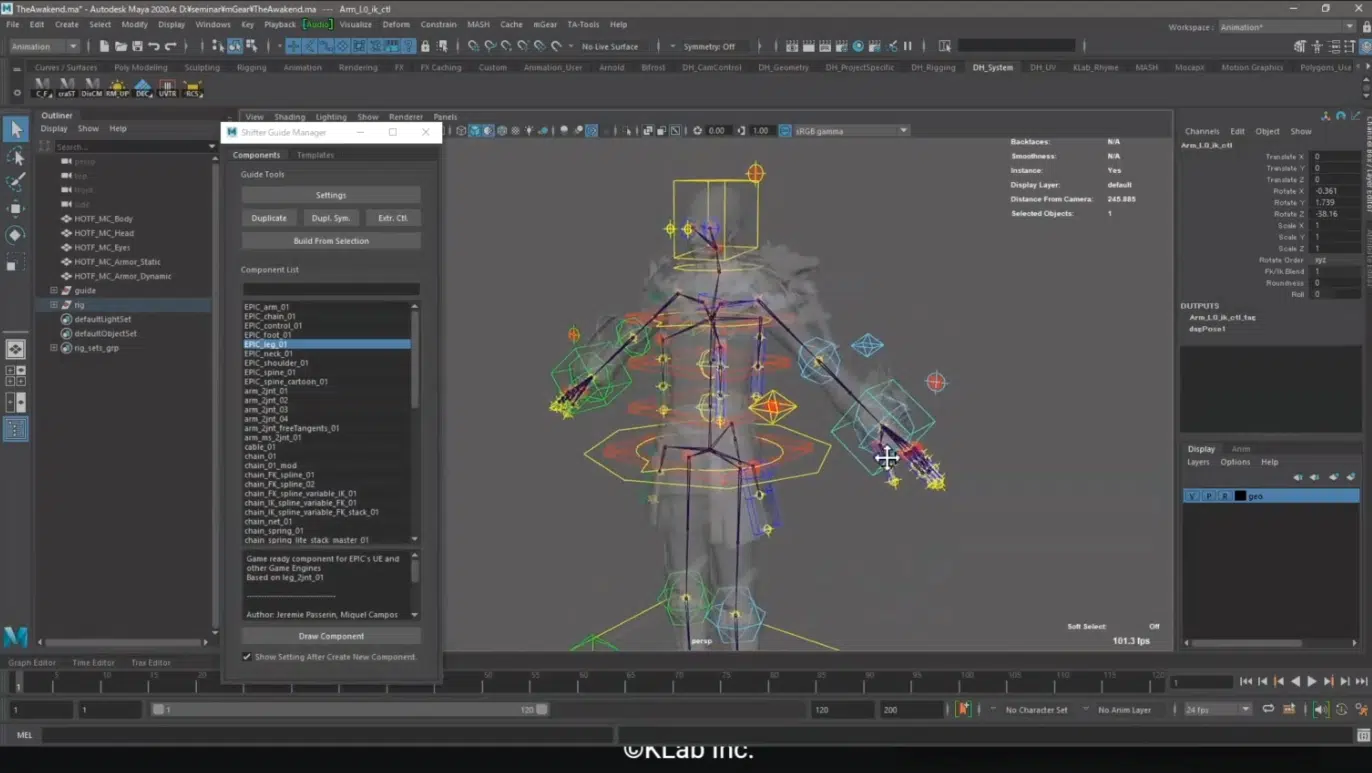 TheAwakend.ma* - Autodesk Maya 2020.4: D:¥seminar¥mGear¥TheAwakend.ma --- Arm_L0_ik_ctl
File Edit Create Select Modify Display Windows Key Playback [Audio] Visualize Deform Constrain MASH Cache mGear TA-Tools Help
Workspace : Animation*
Animation No Live Surface Symmetry: Off
Curves / Surfaces Poly Modeling Sculpting Rigging Animation Rendering FX FX Caching Custom Animation_User Arnold Bifrost DH_CamControl DH_Geometry DH_ProjectSpecific DH_Rigging DH_System DH_UV KLab_Rhyme MASH Mocapx Motion Graphics Polygons_Use
C_F craST DivCM RM_UP DEC UVTR RCS
Outliner
Display Show Help
Search...
persp
top
front
side
HOTF_MC_Body
HOTF_MC_Head
HOTF_MC_Eyes
HOTF_MC_Armor_Static
HOTF_MC_Armor_Dynamic
guide
rig
defaultLightSet
defaultObjectSet
rig_sets_grp
View Shading Lighting Show Renderer Panels
0.00 1.00 sRGB gamma
Shifter Guide Manager
Components Templates
Guide Tools
Settings
Duplicate Dupl. Sym. Extr. Ctl.
Build From Selection
Component List
EPIC_arm_01
EPIC_chain_01
EPIC_control_01
EPIC_foot_01
EPIC_leg_01
EPIC_neck_01
EPIC_shoulder_01
EPIC_spine_01
EPIC_spine_cartoon_01
arm_2jnt_01
arm_2jnt_02
arm_2jnt_03
arm_2jnt_04
arm_2jnt_freeTangents_01
arm_ms_2jnt_01
cable_01
chain_01
chain_01_mod
chain_FK_spline_01
chain_FK_spline_02
chain_FK_spline_variable_IK_01
chain_IK_spline_variable_FK_01
chain_IK_spline_variable_FK_stack_01
chain_net_01
chain_spring_01
chain_spring_lite_stack_master_01
Game ready component for EPIC's UE and
other Game Engines
Based on leg_2jnt_01
Author: Jeremie Passerin, Miquel Campos
Draw Component
Show Setting After Create New Component.
Backfaces: N/A
Smoothness: N/A
Instance: Yes
Display Layer: default
Distance From Camera: 245.885
Selected Objects: 1
persp
Soft Select: Off
101.3 fps
Channels Edit Object Show
Arm_L0_ik_ctl
Translate X 0
Translate Y 0
Translate Z 0
Rotate X -0.361
Rotate Y 1.739
Rotate Z -38.16
Scale X 1
Scale Y 1
Scale Z 1
Rotate Order xyz
Fk/Ik Blend 1
Roundness 0
Roll 0
OUTPUTS
Arm_L0_ik_ctl_tag
dagPose1
Display Anim
Layers Options Help
V P R geo
Graph Editor Time Editor Trax Editor
1 5 10 15 20 50 55 60 65 70 75 80 85 90 95 100 105 110 115 120 1
1 1 1 120 120 200 No Character Set No Anim Layer 24 fps
MEL
©KLab Inc.